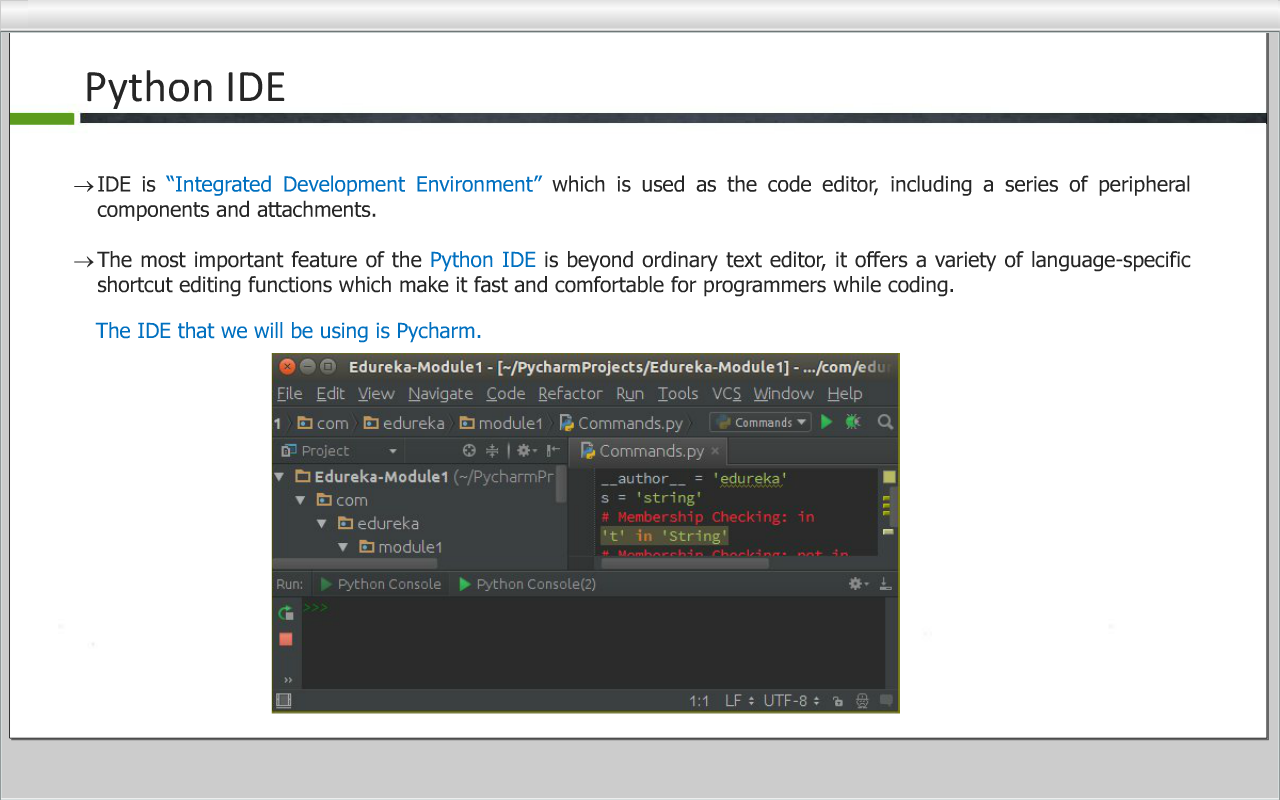 Python IDE
→ IDE is “Integrated Development Environment” which is used as the code editor, including a series of peripheral
components and attachments.
→ The most important feature of the Python IDE is beyond ordinary text editor, it offers a variety of language-specific
shortcut editing functions which make it fast and comfortable for programmers while coding.
The IDE that we will be using is Pycharm.
Edureka-Module1 - [~/PycharmProjects/Edureka-Module1] - .../com/edu
File Edit View Navigate Code Refactor Run Tools VCS Window Help
1 com edureka module1 Commands.py Commands
Project Commands.py ×
Edureka-Module1 (~/PycharmPr
com
edureka
module1
__author__ = 'edureka'
s = 'string'
# Membership Checking: in
't' in 'String'
# Membership Checking: not in
Run: Python Console Python Console(2)
>>>
»
1:1 LF UTF-8